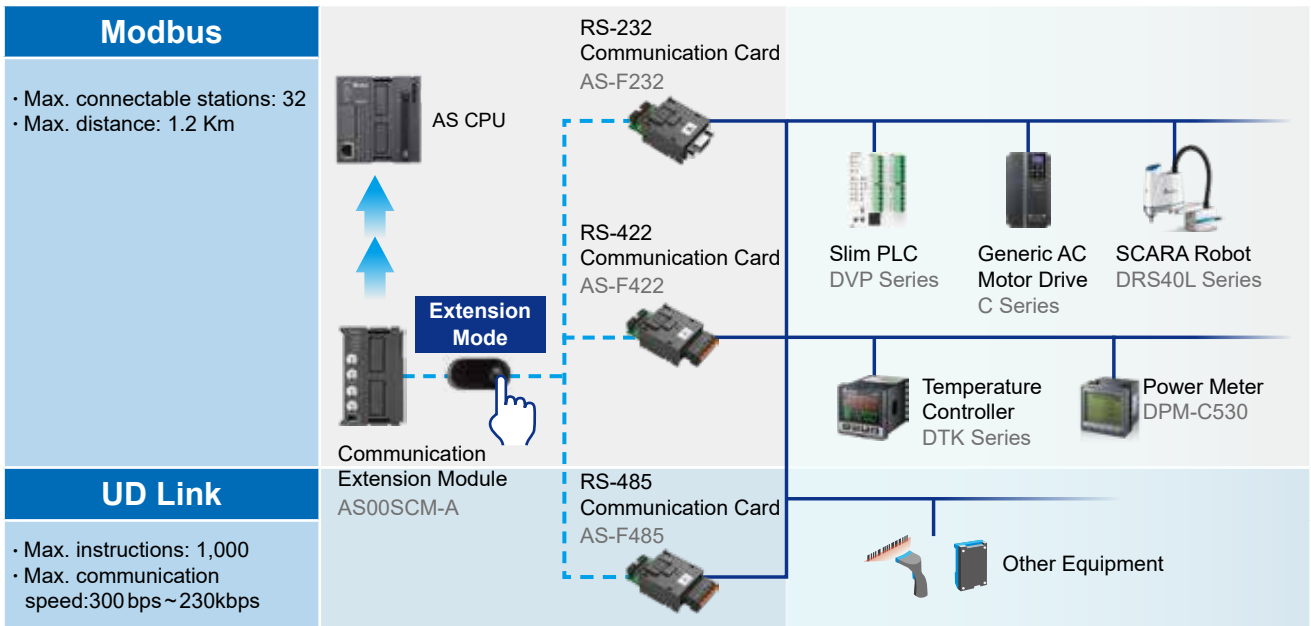 Modbus
· Max. connectable stations: 32
· Max. distance: 1.2 Km
AS CPU
Extension
Mode
Communication
Extension Module
AS00SCM-A
RS-232
Communication Card
AS-F232
RS-422
Communication Card
AS-F422
Slim PLC
DVP Series
Generic AC
Motor Drive
C Series
SCARA Robot
DRS40L Series
Temperature
Controller
DTK Series
Power Meter
DPM-C530
UD Link
· Max. instructions: 1,000
· Max. communication
speed:300 bps~230kbps
RS-485
Communication Card
AS-F485
Other Equipment